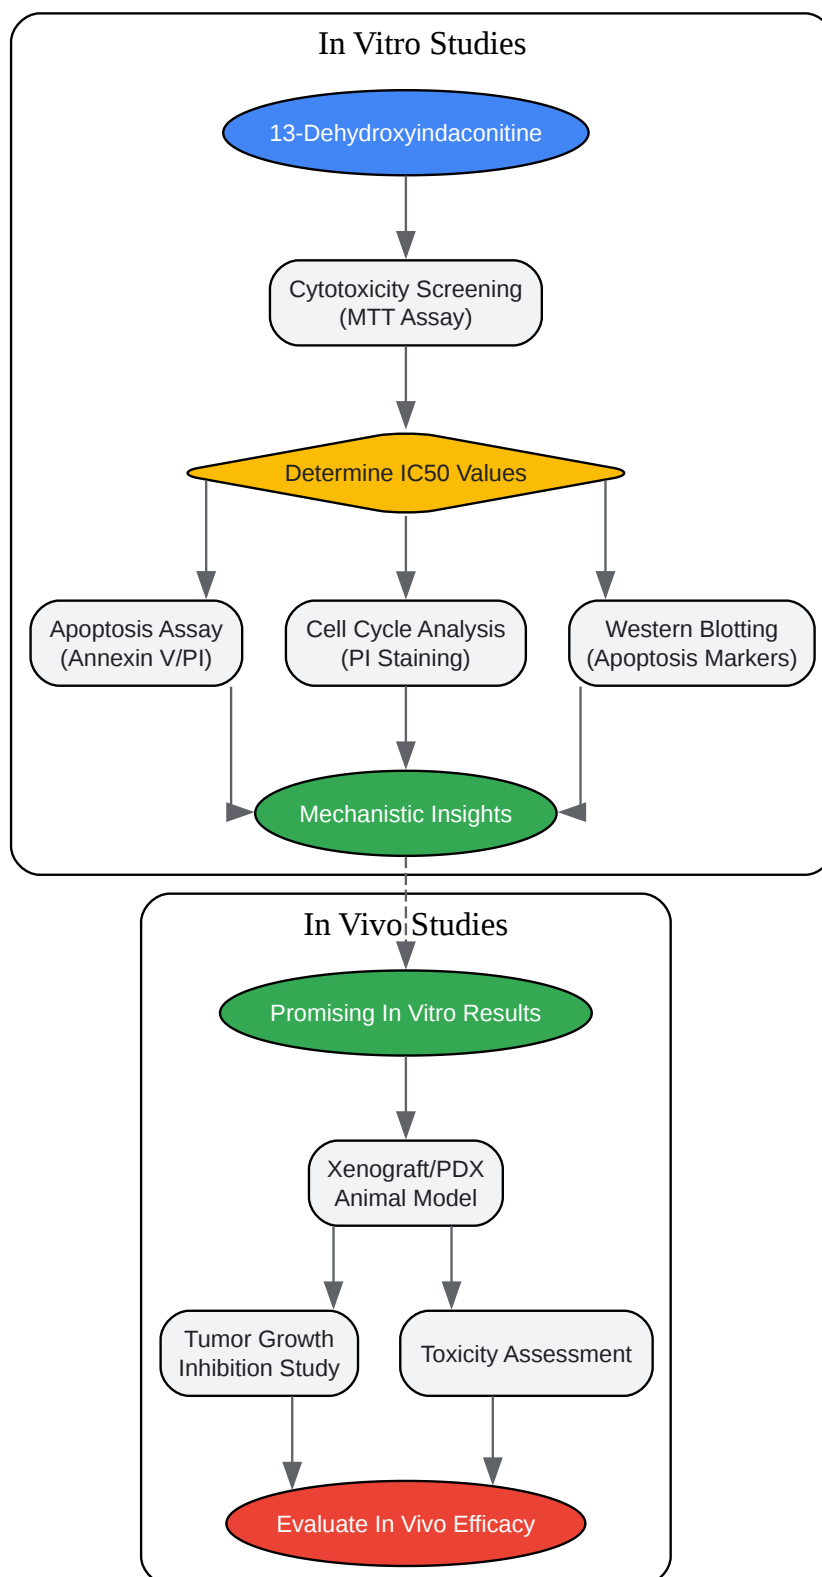 In Vitro Studies
13-Dehydroxyindaconitine
Cytotoxicity Screening
(MTT Assay)
Determine IC50 Values
Apoptosis Assay
(Annexin V/PI)
Cell Cycle Analysis
(PI Staining)
Western Blotting
(Apoptosis Markers)
Mechanistic Insights
In Vivo Studies
Promising In Vitro Results
Xenograft/PDX
Animal Model
Tumor Growth
Inhibition Study
Toxicity Assessment
Evaluate In Vivo Efficacy